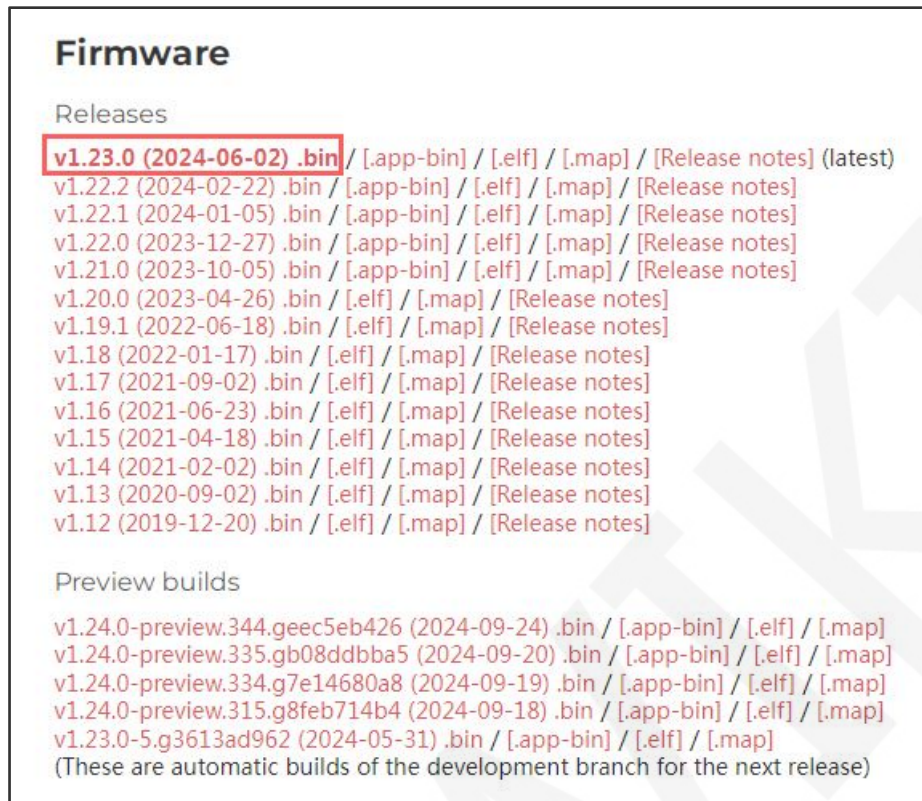 Firmware
Releases
v1.23.0 (2024-06-02) .bin / [.app-bin] / [.elf] / [.map] / [Release notes] (latest)
v1.22.2 (2024-02-22) .bin / [.app-bin] / [.elf] / [.map] / [Release notes]
v1.22.1 (2024-01-05) .bin / [.app-bin] / [.elf] / [.map] / [Release notes]
v1.22.0 (2023-12-27) .bin / [.app-bin] / [.elf] / [.map] / [Release notes]
v1.21.0 (2023-10-05) .bin / [.app-bin] / [.elf] / [.map] / [Release notes]
v1.20.0 (2023-04-26) .bin / [.elf] / [.map] / [Release notes]
v1.19.1 (2022-06-18) .bin / [.elf] / [.map] / [Release notes]
v1.18 (2022-01-17) .bin / [.elf] / [.map] / [Release notes]
v1.17 (2021-09-02) .bin / [.elf] / [.map] / [Release notes]
v1.16 (2021-06-23) .bin / [.elf] / [.map] / [Release notes]
v1.15 (2021-04-18) .bin / [.elf] / [.map] / [Release notes]
v1.14 (2021-02-02) .bin / [.elf] / [.map] / [Release notes]
v1.13 (2020-09-02) .bin / [.elf] / [.map] / [Release notes]
v1.12 (2019-12-20) .bin / [.elf] / [.map] / [Release notes]
Preview builds
v1.24.0-preview.344.geec5eb426 (2024-09-24) .bin / [.app-bin] / [.elf] / [.map]
v1.24.0-preview.335.gb08ddbba5 (2024-09-20) .bin / [.app-bin] / [.elf] / [.map]
v1.24.0-preview.334.g7e14680a8 (2024-09-19) .bin / [.app-bin] / [.elf] / [.map]
v1.24.0-preview.315.g8feb714b4 (2024-09-18) .bin / [.app-bin] / [.elf] / [.map]
v1.23.0-5.g3613ad962 (2024-05-31) .bin / [.app-bin] / [.elf] / [.map]
(These are automatic builds of the development branch for the next release)